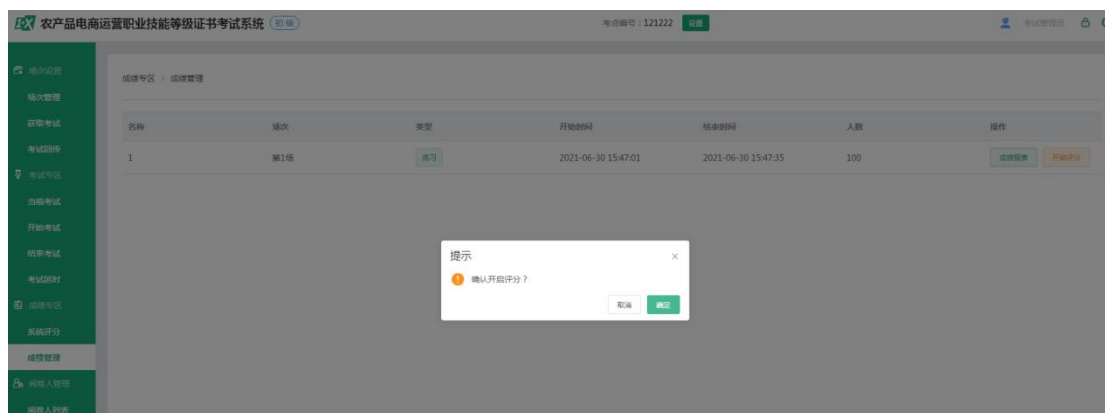 农产品电商运营职业技能等级证书考试系统 初级
考点编号：121222 设置
考试管理员
场次设置
场次管理
获取考试
考试回传
考试专区
当前考试
开始考试
结束考试
考试延时
成绩专区
系统评分
成绩管理
阅卷人管理
阅卷人列表
成绩专区 > 成绩管理
名称 场次 类型 开始时间 结束时间 人数 操作
1 第1场 练习 2021-06-30 15:47:01 2021-06-30 15:47:35 100 成绩报表 开启评分
提示
确认开启评分？
取消 确定